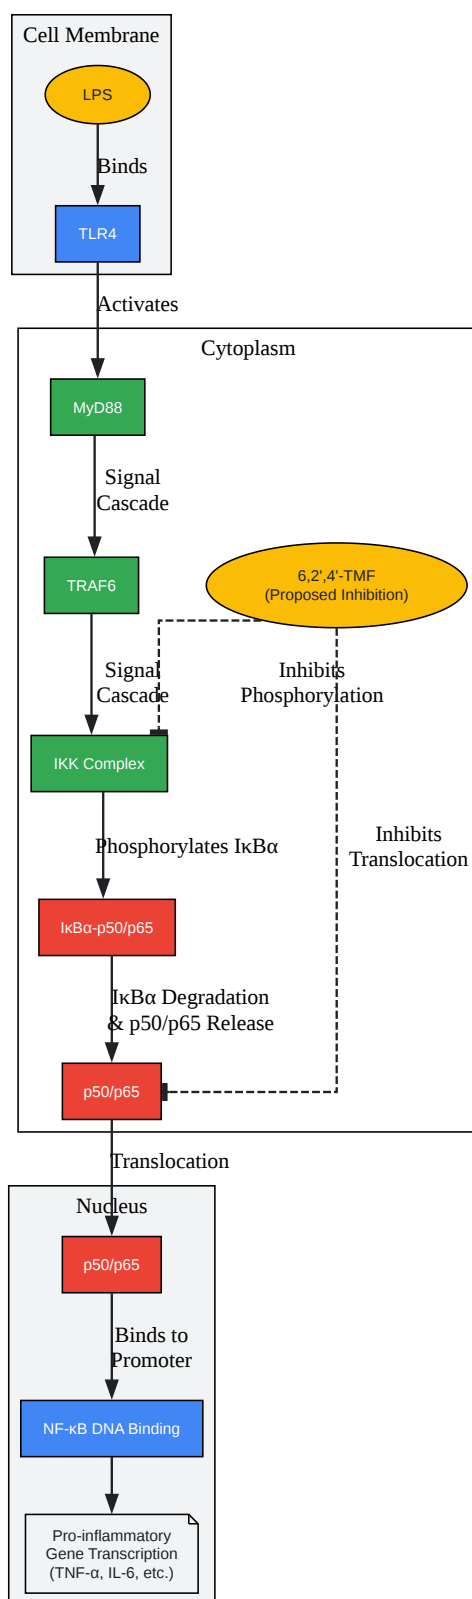 Cell Membrane
LPS
Binds
TLR4
Activates
Cytoplasm
MyD88
Signal
Cascade
TRAF6
6,2',4'-TMF
(Proposed Inhibition)
Signal
Cascade
Inhibits
Phosphorylation
IKK Complex
Phosphorylates IκBα
Inhibits
Translocation
IκBα-p50/p65
IκBα Degradation
& p50/p65 Release
p50/p65
Translocation
Nucleus
p50/p65
Binds to
Promoter
NF-κB DNA Binding
Pro-inflammatory
Gene Transcription
(TNF-α, IL-6, etc.)